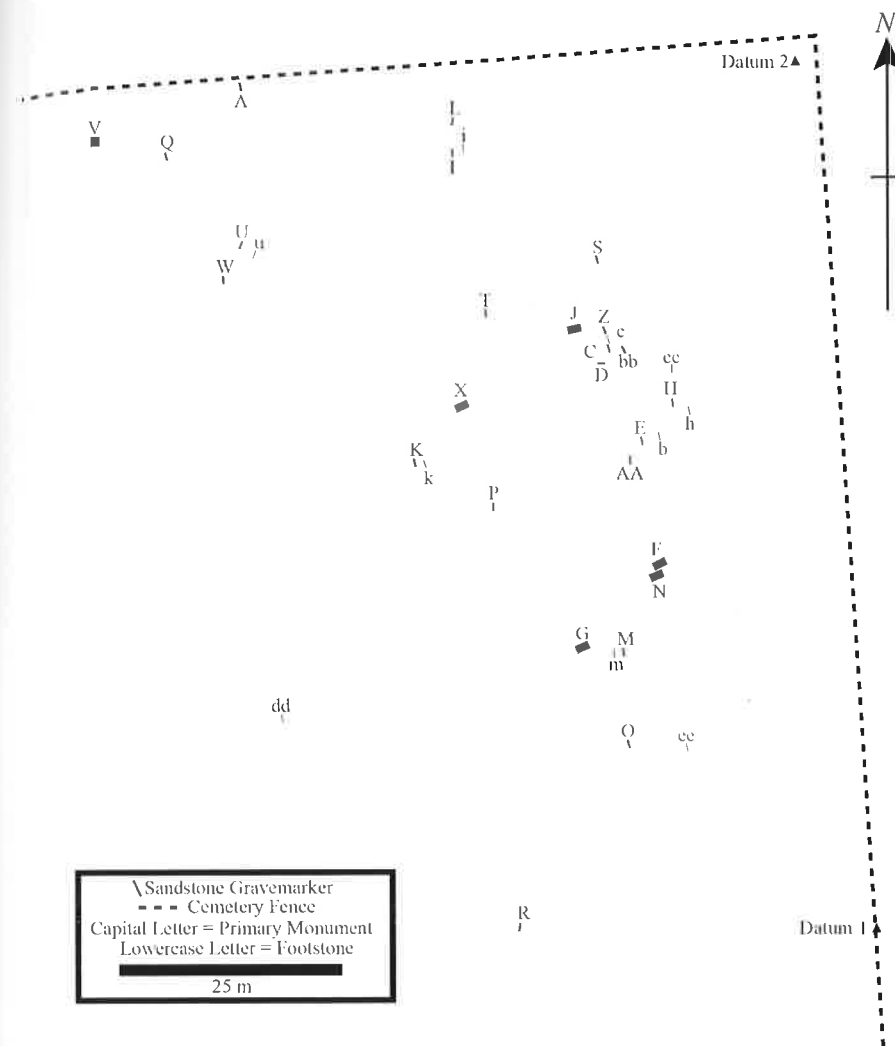 N
Datum 2
A
L
V
i
Q
I
U
u
S
W
T
J
Z
c
C
bb
D
cc
X
H
h
E
b
K
AA
k
P
F
N
G
M
m
dd
O
ee
Sandstone Gravemarker
Cemetery Fence
Capital Letter = Primary Monument
Lowercase Letter = Footstone
25 m
R
Datum 1